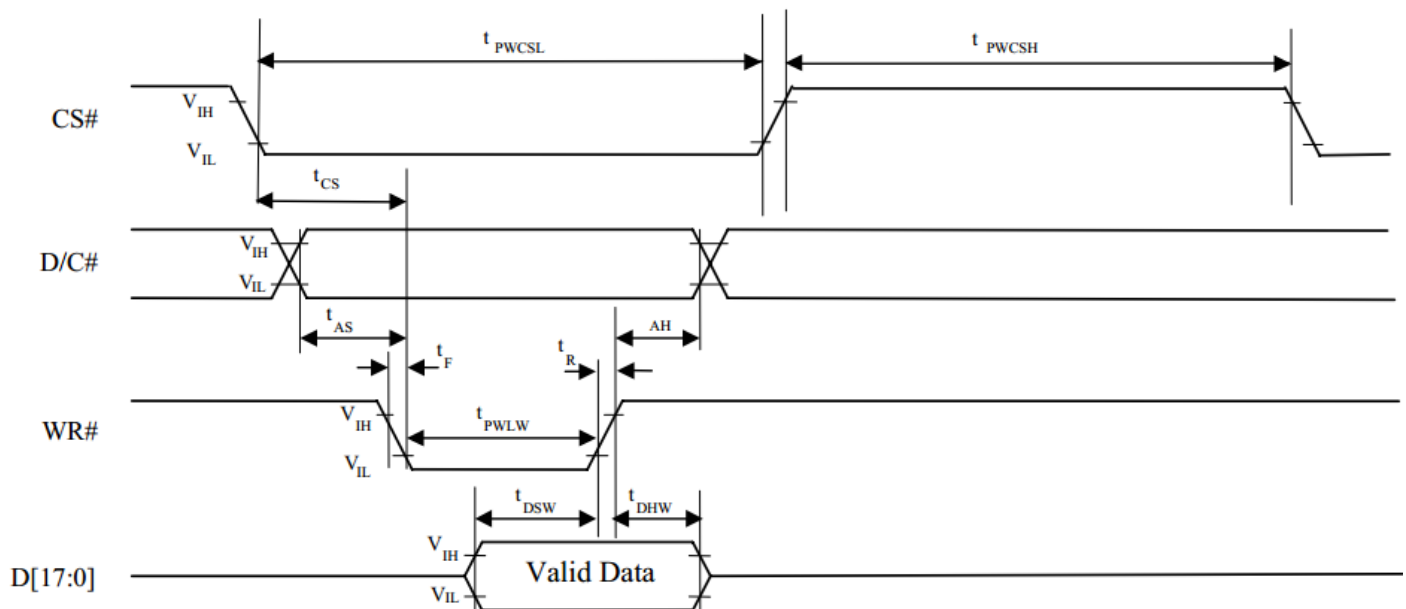 t PWCSL
t PWCSH
CS#
VIH
VIL
tCS
D/C#
VIH
VIL
tAS
AH
tF
tR
WR#
VIH
VIL
tPWLW
tDSW
tDHW
D[17:0]
VIH
VIL
Valid Data